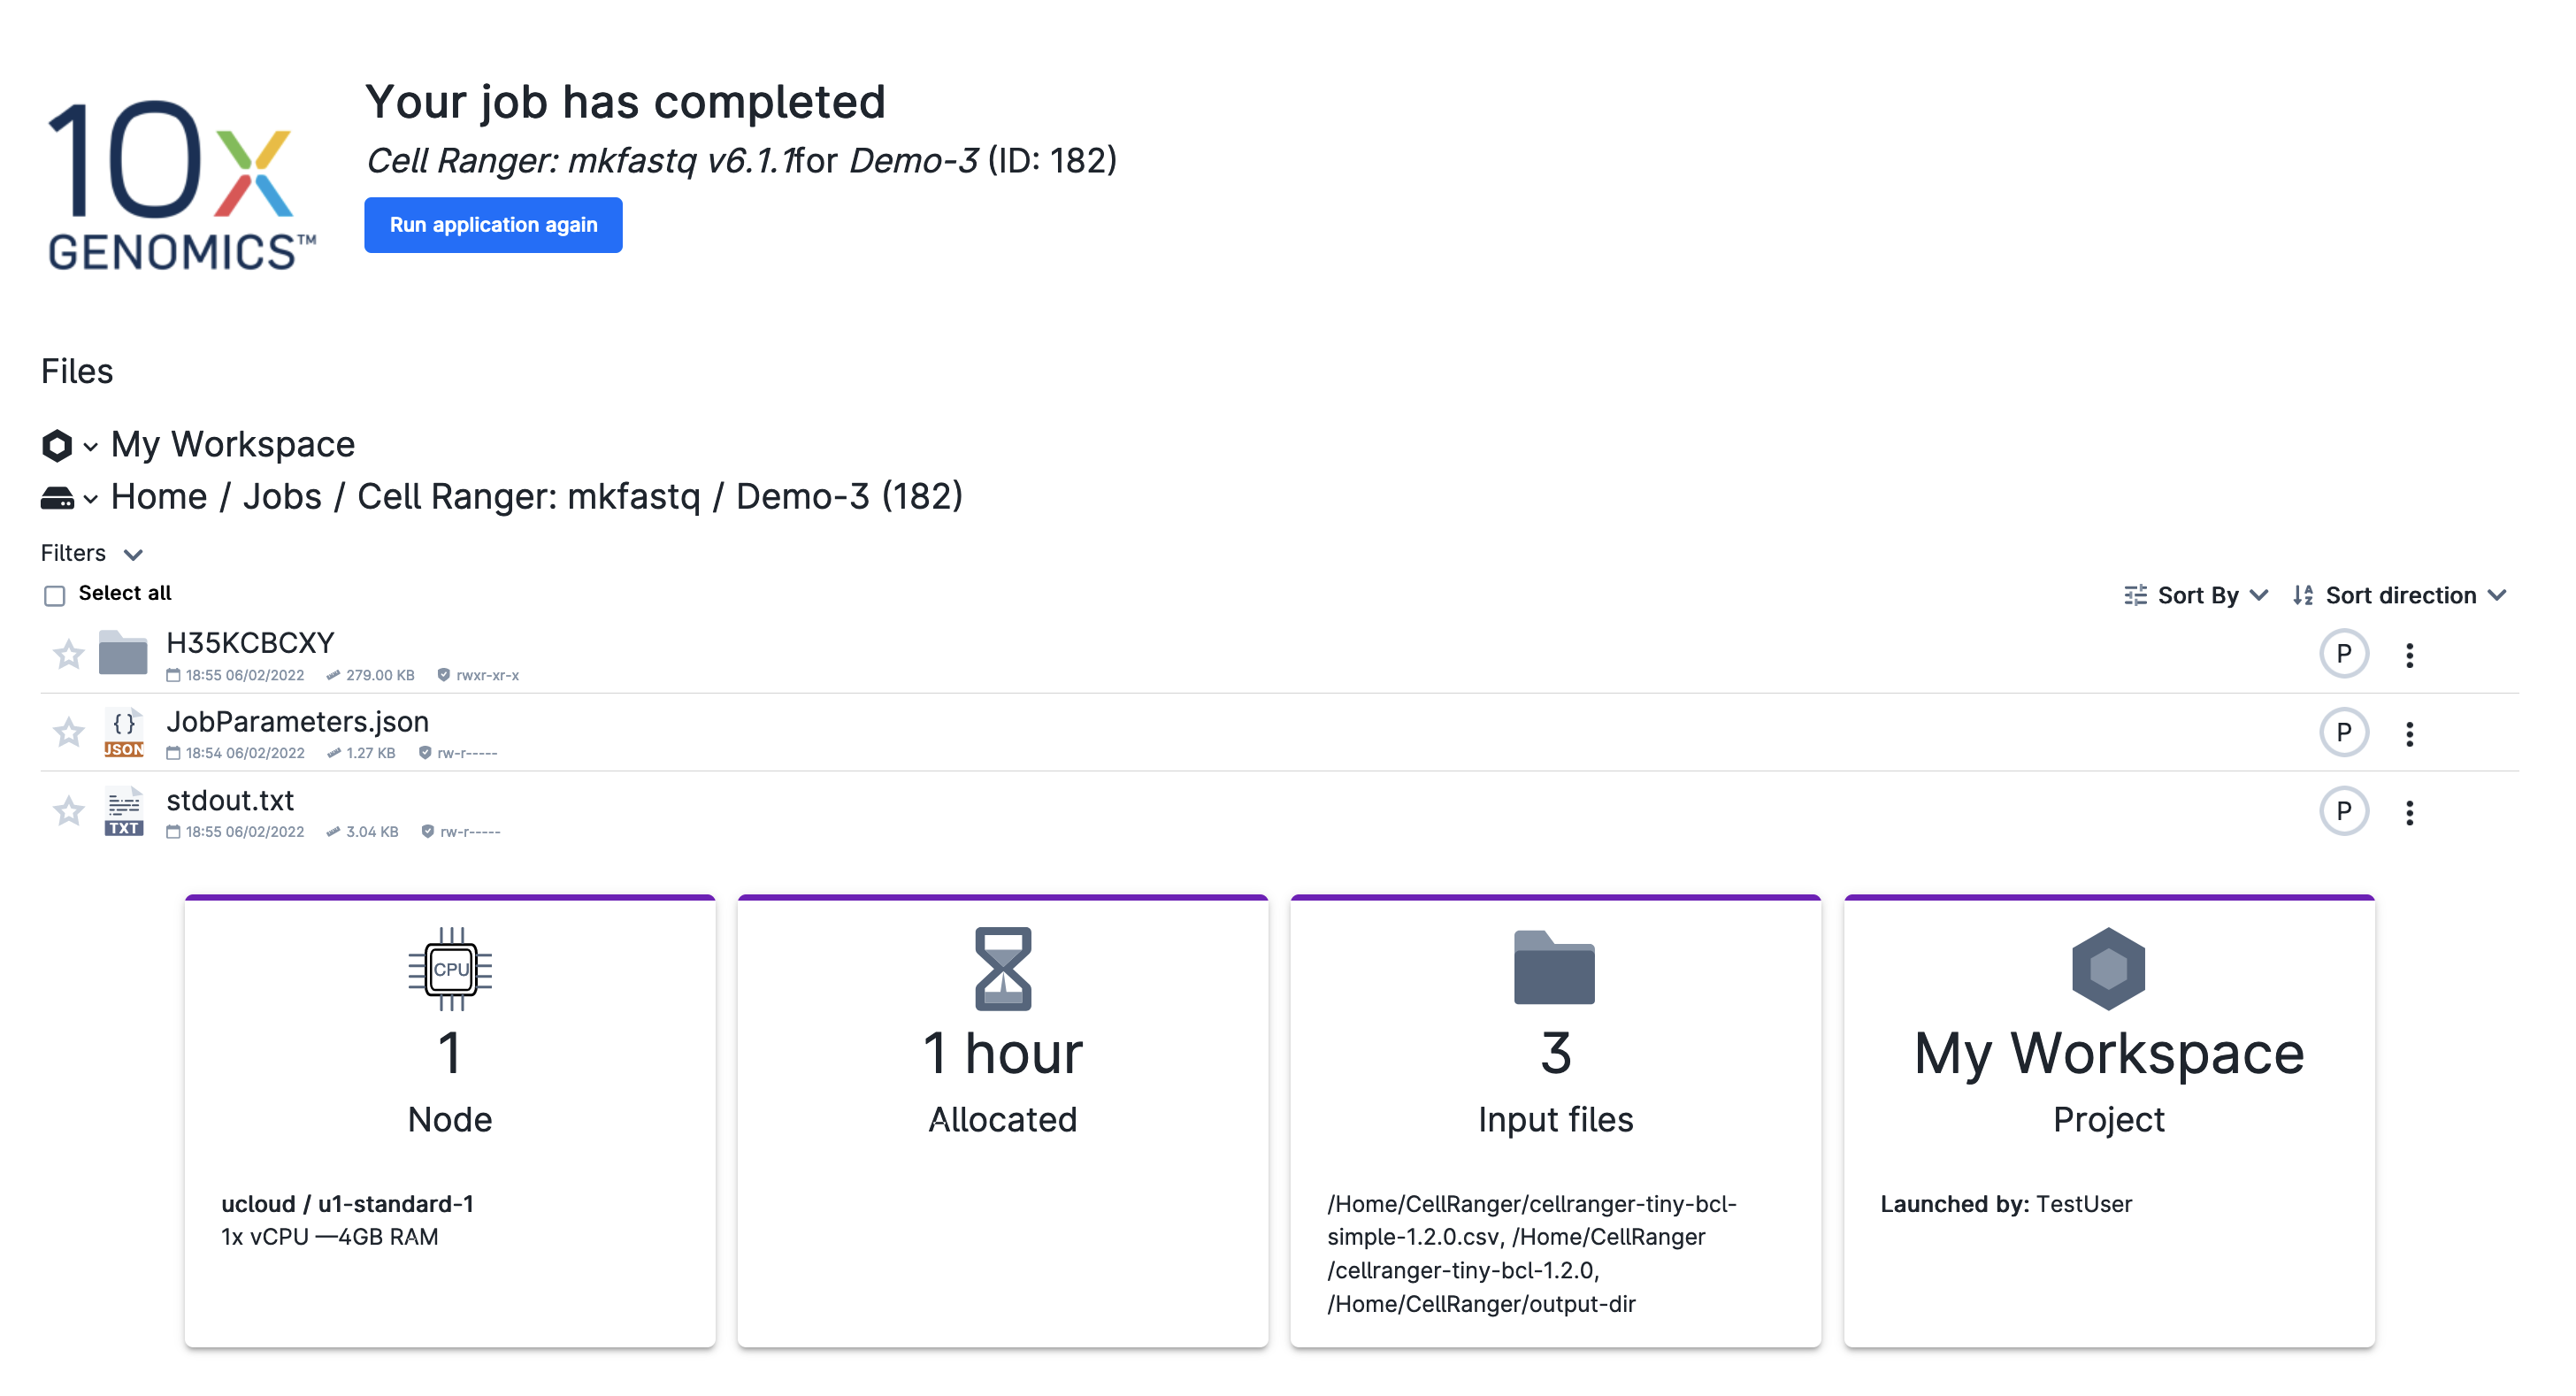 10x
GENOMICS™
Your job has completed
Cell Ranger: mkfastq v6.1.1for Demo-3 (ID: 182)
Run application again
Files
My Workspace
Home / Jobs / Cell Ranger: mkfastq / Demo-3 (182)
Filters
Select all
Sort By
Sort direction
H35KCBCXY
18:55 06/02/2022 279.00 KB rwxr-xr-x
P
{ }
JSON
JobParameters.json
18:54 06/02/2022 1.27 KB rw-r-----
P
TXT
stdout.txt
18:55 06/02/2022 3.04 KB rw-r-----
P
CPU
1
Node
ucloud / u1-standard-1
1x vCPU —4GB RAM
1 hour
Allocated
3
Input files
/Home/CellRanger/cellranger-tiny-bcl-
simple-1.2.0.csv, /Home/CellRanger
/cellranger-tiny-bcl-1.2.0,
/Home/CellRanger/output-dir
My Workspace
Project
Launched by: TestUser